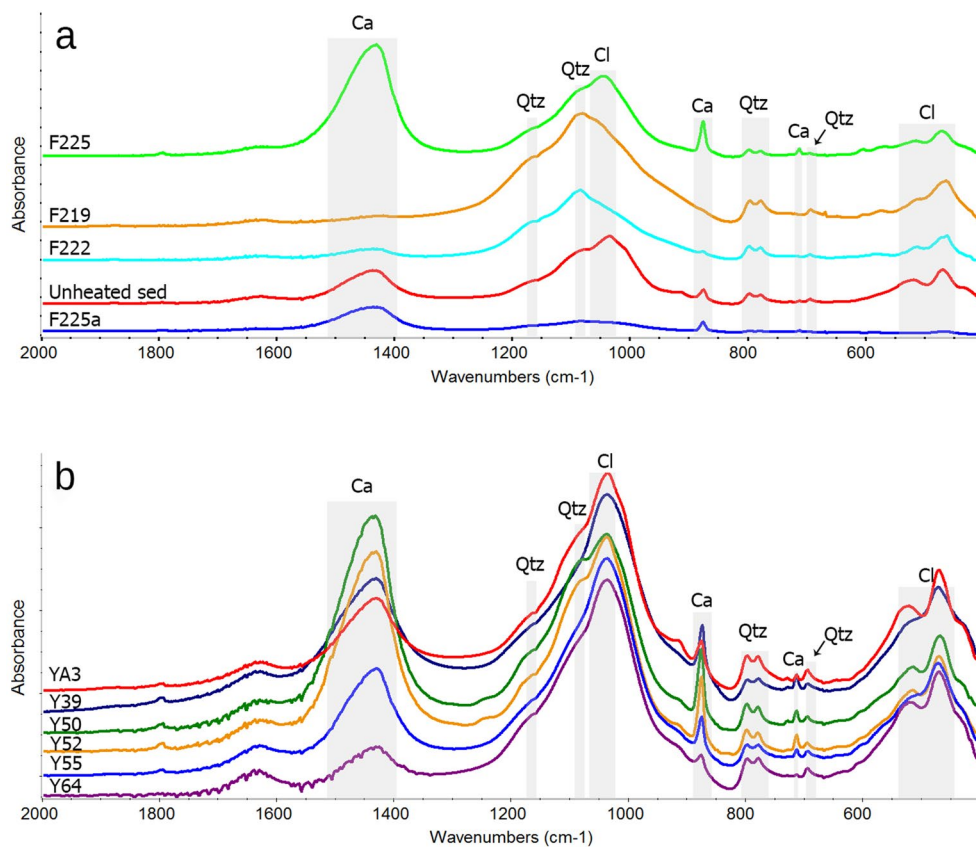 a
Ca
Qtz
Qtz
Cl
Ca
Qtz
Ca
Qtz
Cl
Absorbance
F225
F219
F222
Unheated sed
F225a
2000 1800 1600 1400 1200 1000 800 600
Wavenumbers (cm-1)
b
Ca
Qtz
Qtz
Cl
Ca
Qtz
Ca
Qtz
Cl
Absorbance
YA3
Y39
Y50
Y52
Y55
Y64
2000 1800 1600 1400 1200 1000 800 600
Wavenumbers (cm-1)